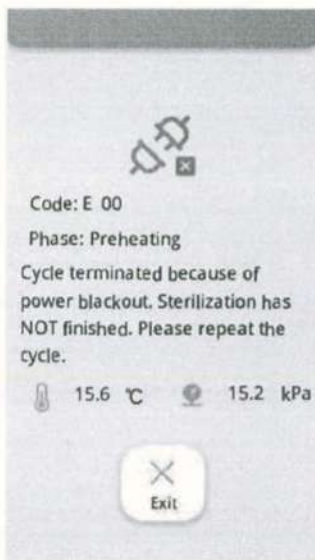 Code: E 00
Phase: Preheating
Cycle terminated because of
power blackout. Sterilization has
NOT finished. Please repeat the
cycle.
15.6 ℃ 15.2 kPa
Exit